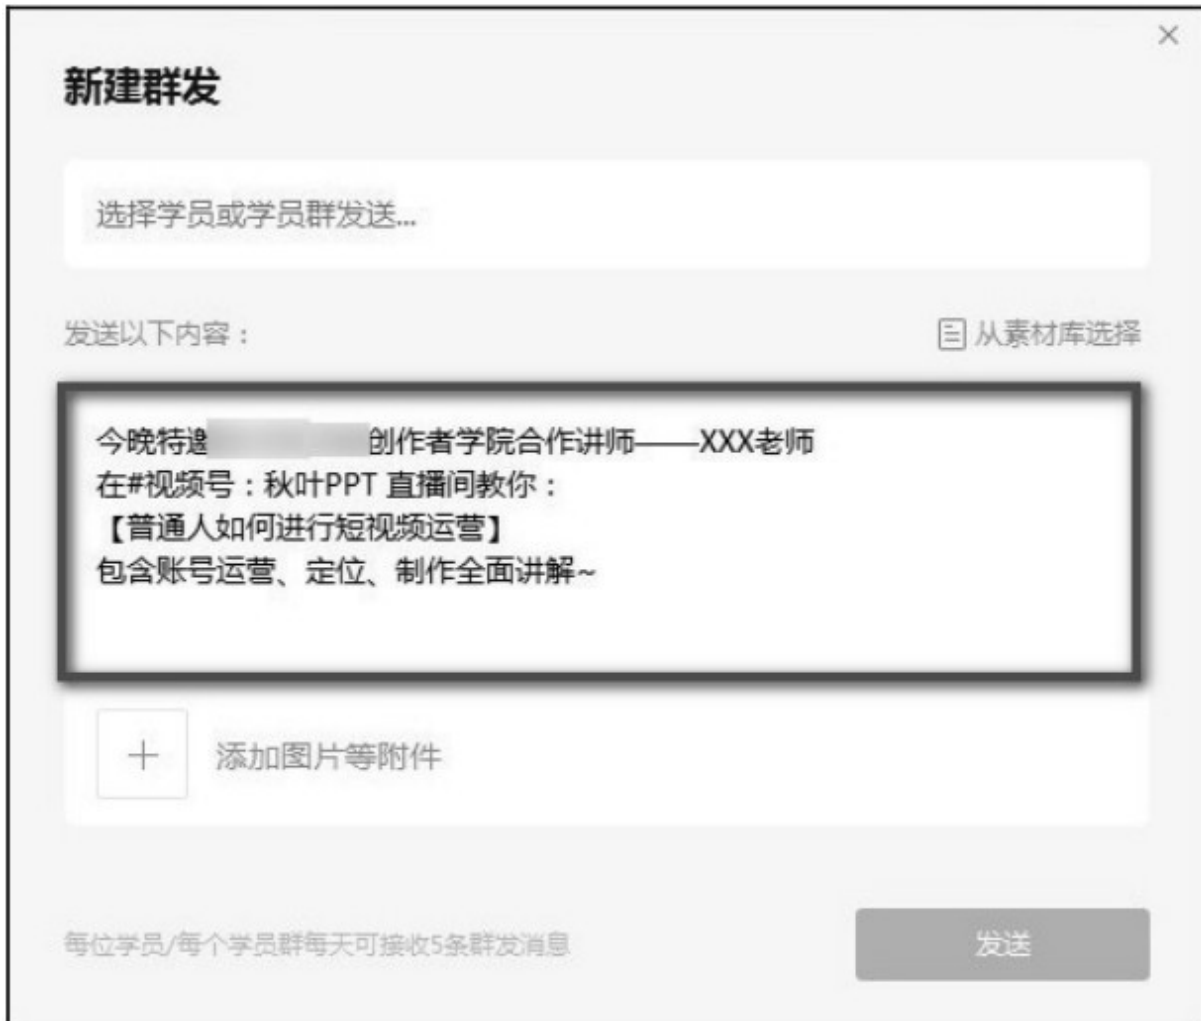 新建群发
选择学员或学员群发送...
发送以下内容：
从素材库选择
今晚特邀 创作者学院合作讲师——XXX老师
在#视频号：秋叶PPT 直播间教你：
【普通人如何进行短视频运营】
包含账号运营、定位、制作全面讲解~
添加图片等附件
每位学员/每个学员群每天可接收5条群发消息
发送